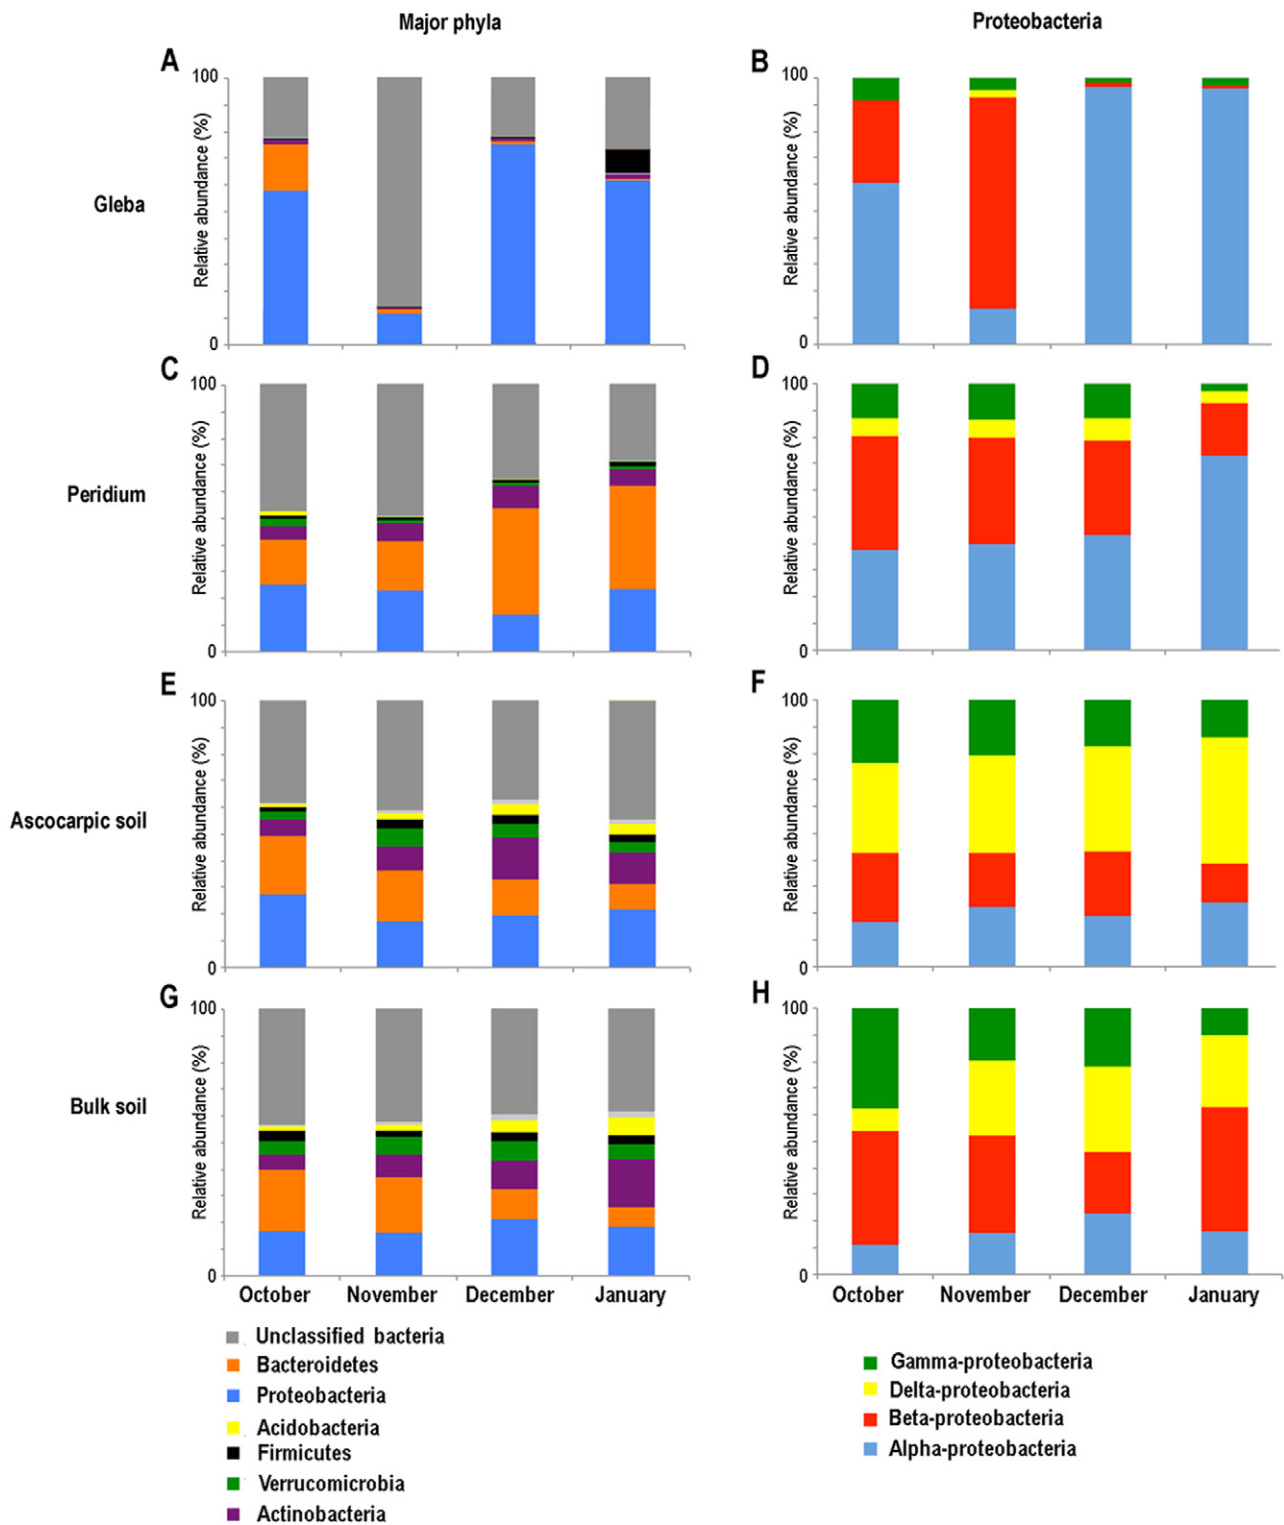 Major phyla
Proteobacteria
A
B
100
100
Relative abundance (%)
Relative abundance (%)
Gleba
0
0
C
D
100
100
Relative abundance (%)
Relative abundance (%)
Peridium
0
0
E
F
100
100
Relative abundance (%)
Relative abundance (%)
Ascocarpic soil
0
0
G
H
100
100
Relative abundance (%)
Relative abundance (%)
Bulk soil
0
0
October November December January
October November December January
Unclassified bacteria
Bacteroidetes
Proteobacteria
Acidobacteria
Firmicutes
Verrucomicrobia
Actinobacteria
Gamma-proteobacteria
Delta-proteobacteria
Beta-proteobacteria
Alpha-proteobacteria